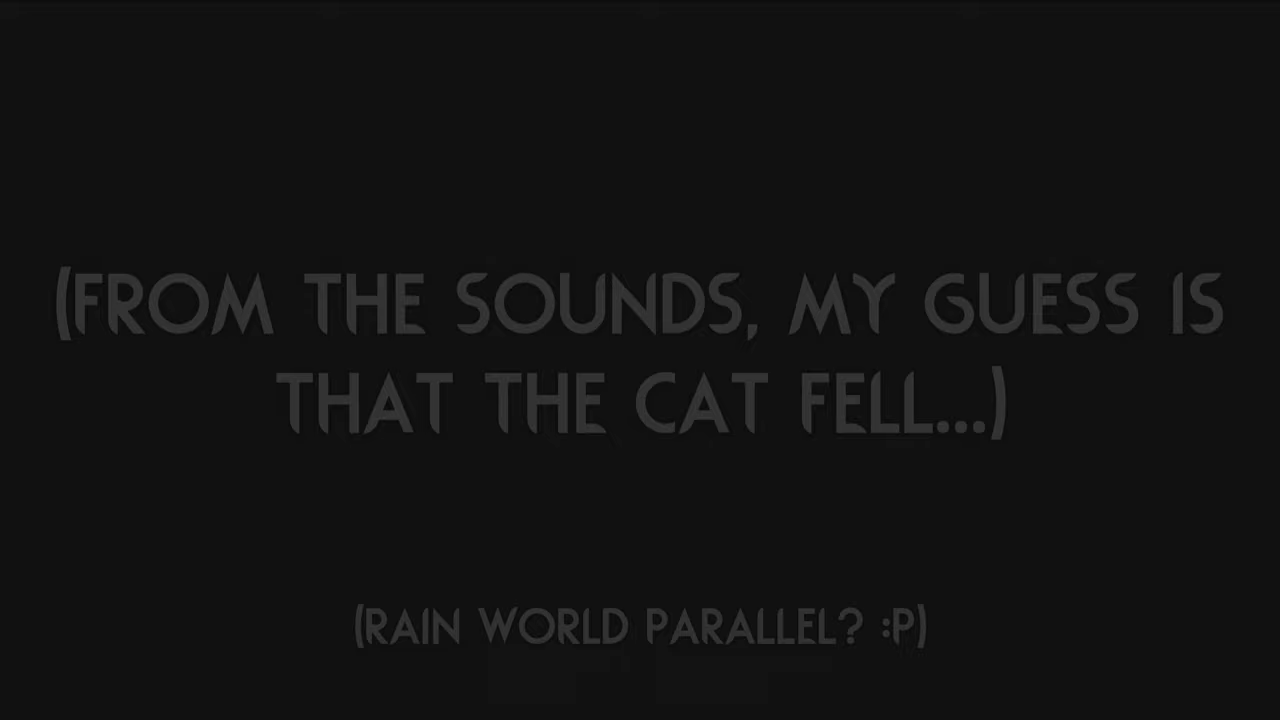 (FROM THE SOUNDS, MY GUESS IS
THAT THE CAT FELL...)
(RAIN WORLD PARALLEL? :P)